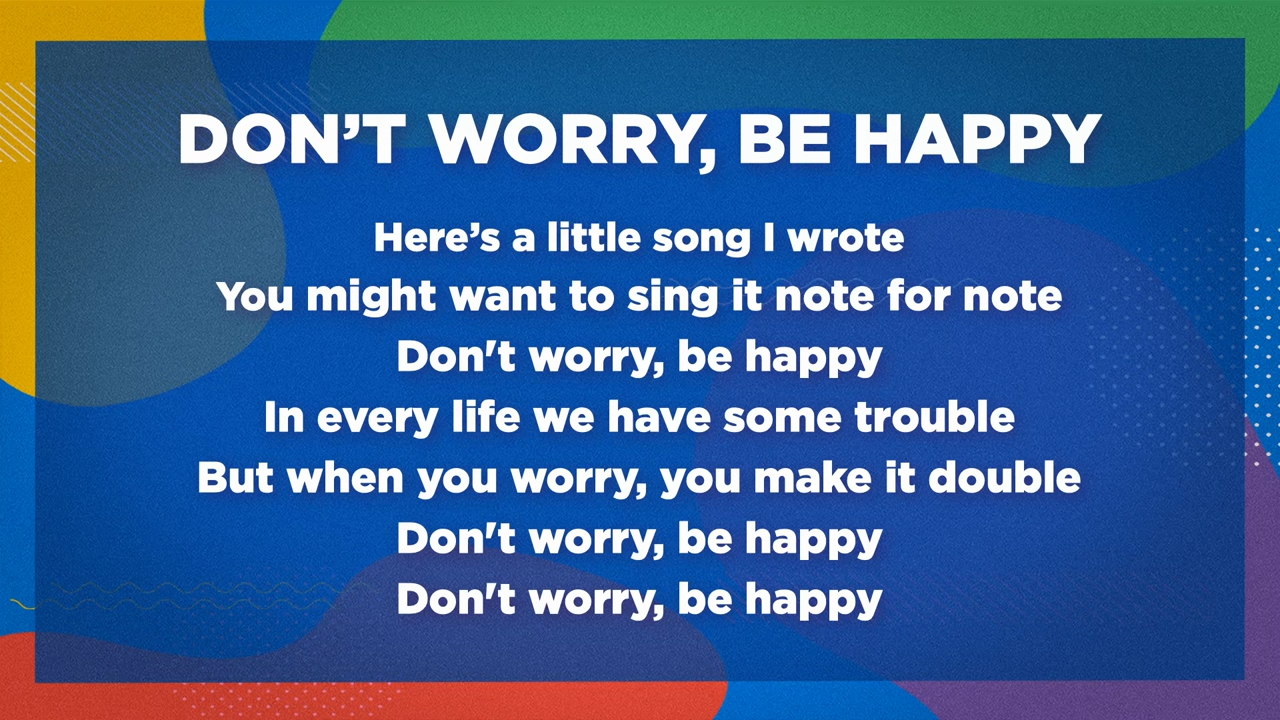 DON’T WORRY, BE HAPPY
Here’s a little song I wrote
You might want to sing it note for note
Don't worry, be happy
In every life we have some trouble
But when you worry, you make it double
Don't worry, be happy
Don't worry, be happy